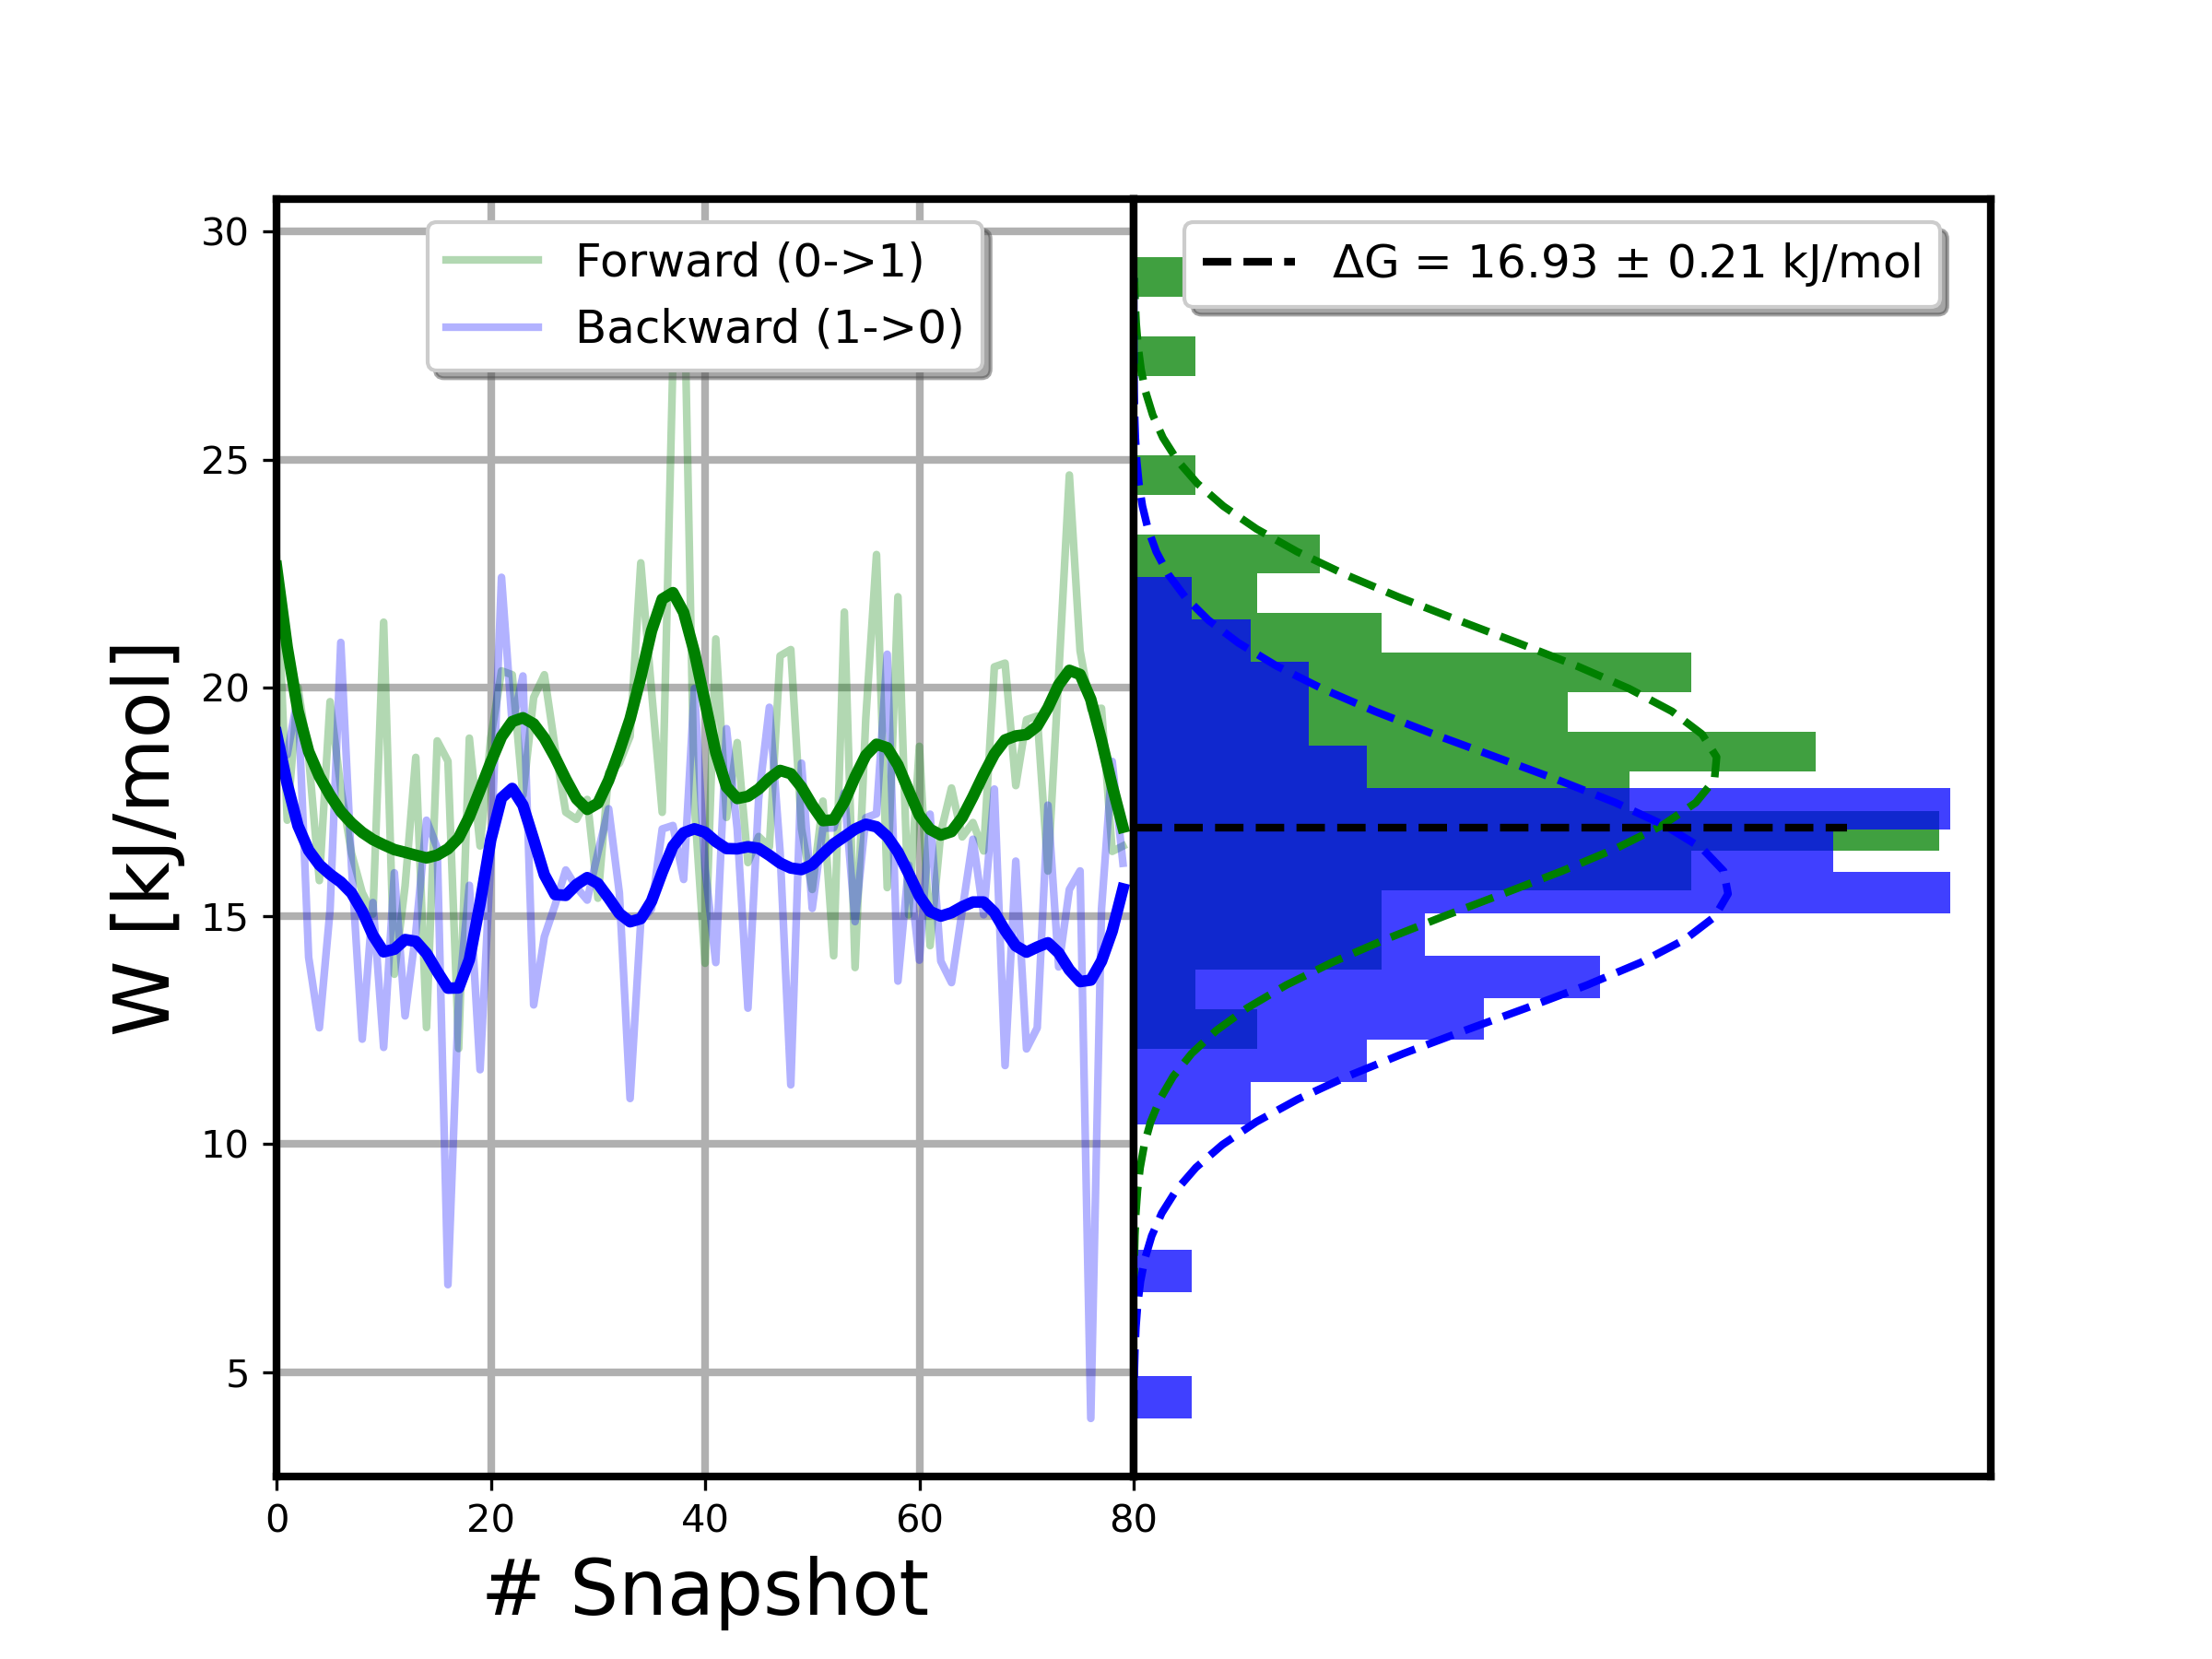 Forward (0->1)
Backward (1->0)
ΔG = 16.93 ± 0.21 kJ/mol
W [kJ/mol]
30
25
20
15
10
5
0
20
40
60
80
# Snapshot